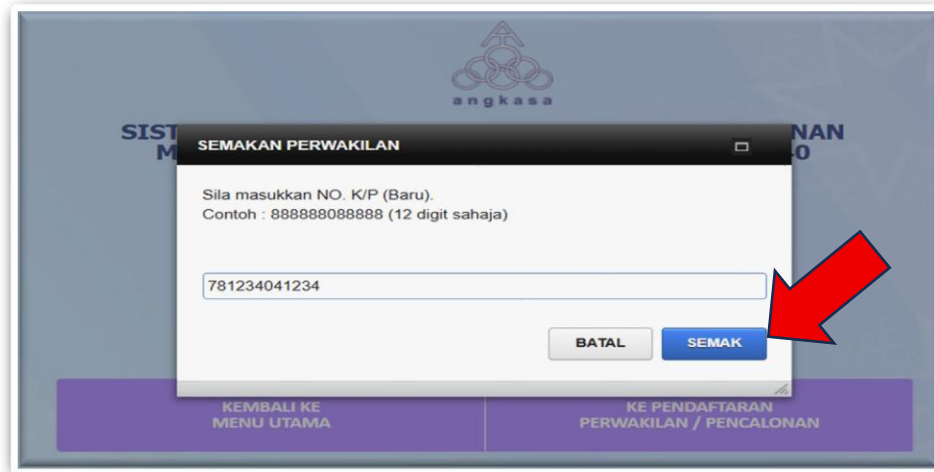 angkasa
SIST NAN
M -0
SEMAKAN PERWAKILAN
Sila masukkan NO. K/P (Baru).
Contoh : 888888088888 (12 digit sahaja)
781234041234
BATAL SEMAK
KEMBALI KE
MENU UTAMA
KE PENDAFTARAN
PERWAKILAN / PENCALONAN